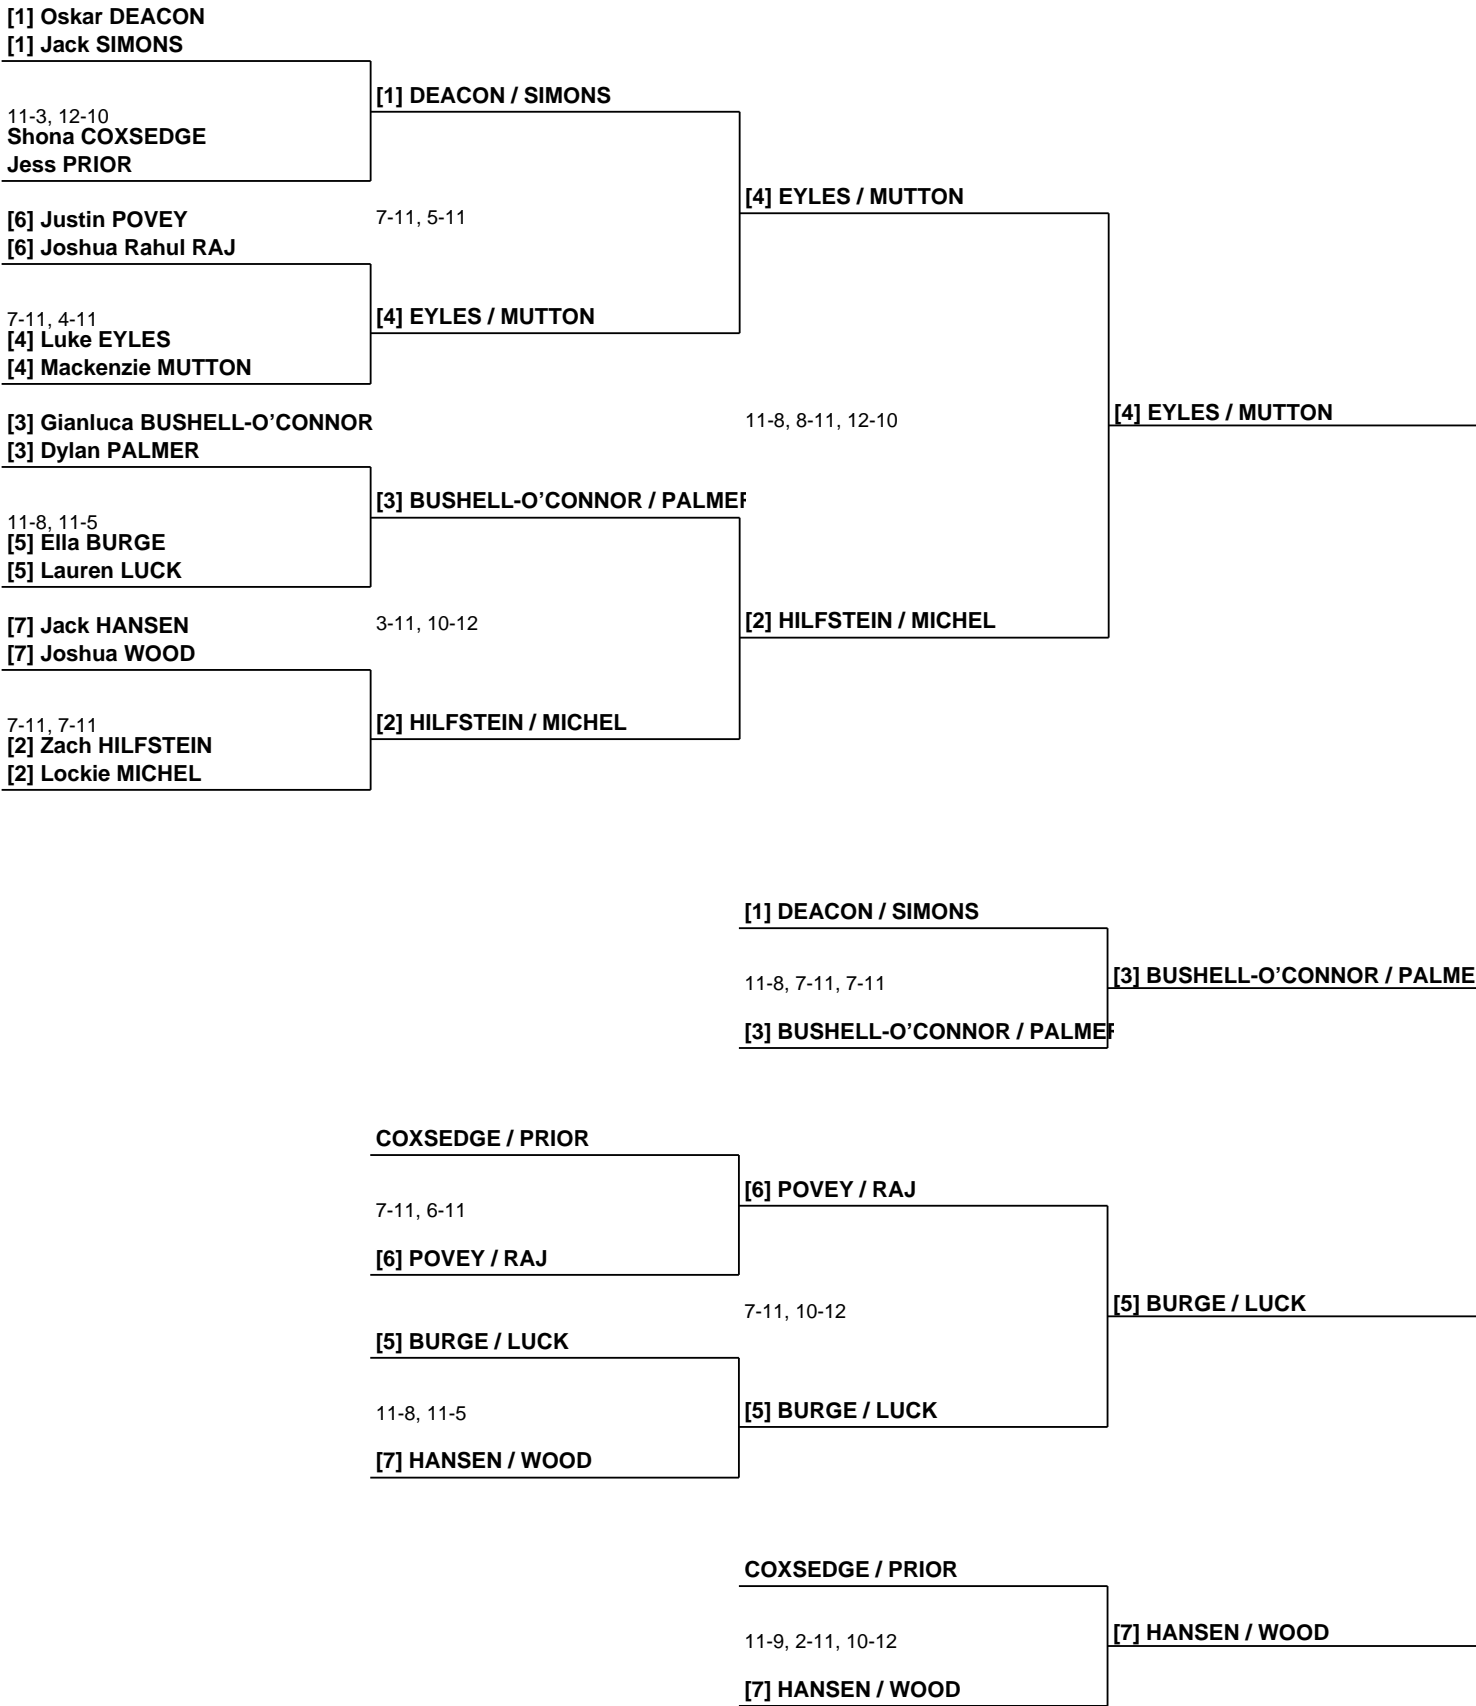 [1] Oskar DEACON
[1] Jack SIMONS
[1] DEACON / SIMONS
11-3, 12-10
Shona COXSEDGE
Jess PRIOR
[4] EYLES / MUTTON
[6] Justin POVEY
7-11, 5-11
[6] Joshua Rahul RAJ
7-11, 4-11
[4] EYLES / MUTTON
[4] Luke EYLES
[4] Mackenzie MUTTON
[3] Gianluca BUSHELL-O’CONNOR
11-8, 8-11, 12-10
[4] EYLES / MUTTON
[3] Dylan PALMER
[3] BUSHELL-O’CONNOR / PALMER
11-8, 11-5
[5] Ella BURGE
[5] Lauren LUCK
[7] Jack HANSEN
3-11, 10-12
[2] HILFSTEIN / MICHEL
[7] Joshua WOOD
7-11, 7-11
[2] HILFSTEIN / MICHEL
[2] Zach HILFSTEIN
[2] Lockie MICHEL
[1] DEACON / SIMONS
11-8, 7-11, 7-11
[3] BUSHELL-O’CONNOR / PALME
[3] BUSHELL-O’CONNOR / PALMER
COXSEDGE / PRIOR
[6] POVEY / RAJ
7-11, 6-11
[6] POVEY / RAJ
7-11, 10-12
[5] BURGE / LUCK
[5] BURGE / LUCK
11-8, 11-5
[5] BURGE / LUCK
[7] HANSEN / WOOD
COXSEDGE / PRIOR
11-9, 2-11, 10-12
[7] HANSEN / WOOD
[7] HANSEN / WOOD